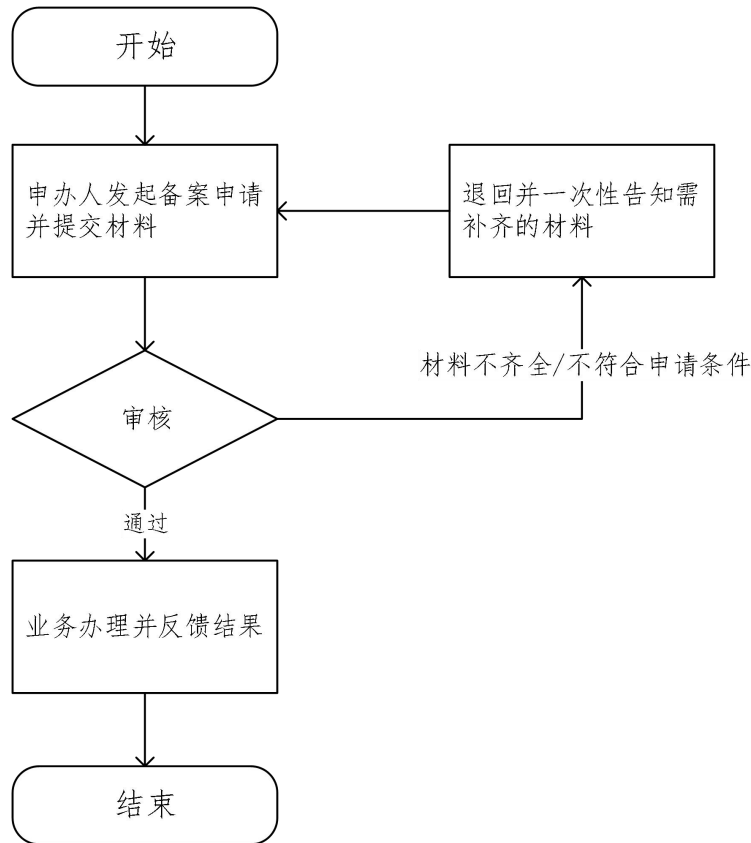 开始
申办人发起备案申请
并提交材料
退回并一次性告知需
补齐的材料
材料不齐全/不符合申请条件
审核
通过
业务办理并反馈结果
结束